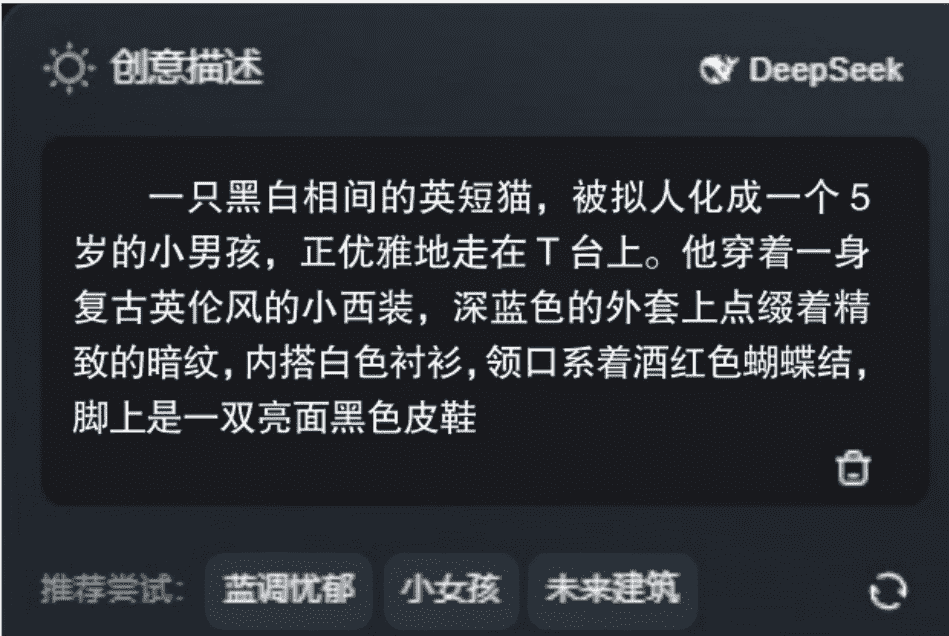 创意描述
DeepSeek
一只黑白相间的英短猫，被拟人化成一个 5
岁的小男孩，正优雅地走在 T 台上。他穿着一身
复古英伦风的小西装，深蓝色的外套上点缀着精
致的暗纹，内搭白色衬衫，领口系着酒红色蝴蝶结，
脚上是一双亮面黑色皮鞋
推荐尝试： 蓝调忧郁 小女孩 未来建筑